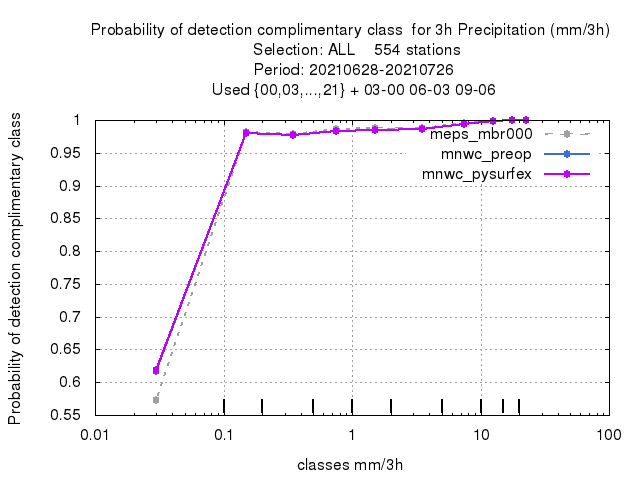 Probability of detection complimentary class  for 3h Precipitation (mm/3h)
Selection: ALL    554 stations
Period: 20210628-20210726
Used {00,03,...,21} + 03-00 06-03 09-06
Probability of detection complimentary class
1
0.95
0.9
0.85
0.8
0.75
0.7
0.65
0.6
0.55
meps_mbr000
mnwc_preop
mnwc_pysurfex
0.01 0.1 1 10 100
classes mm/3h